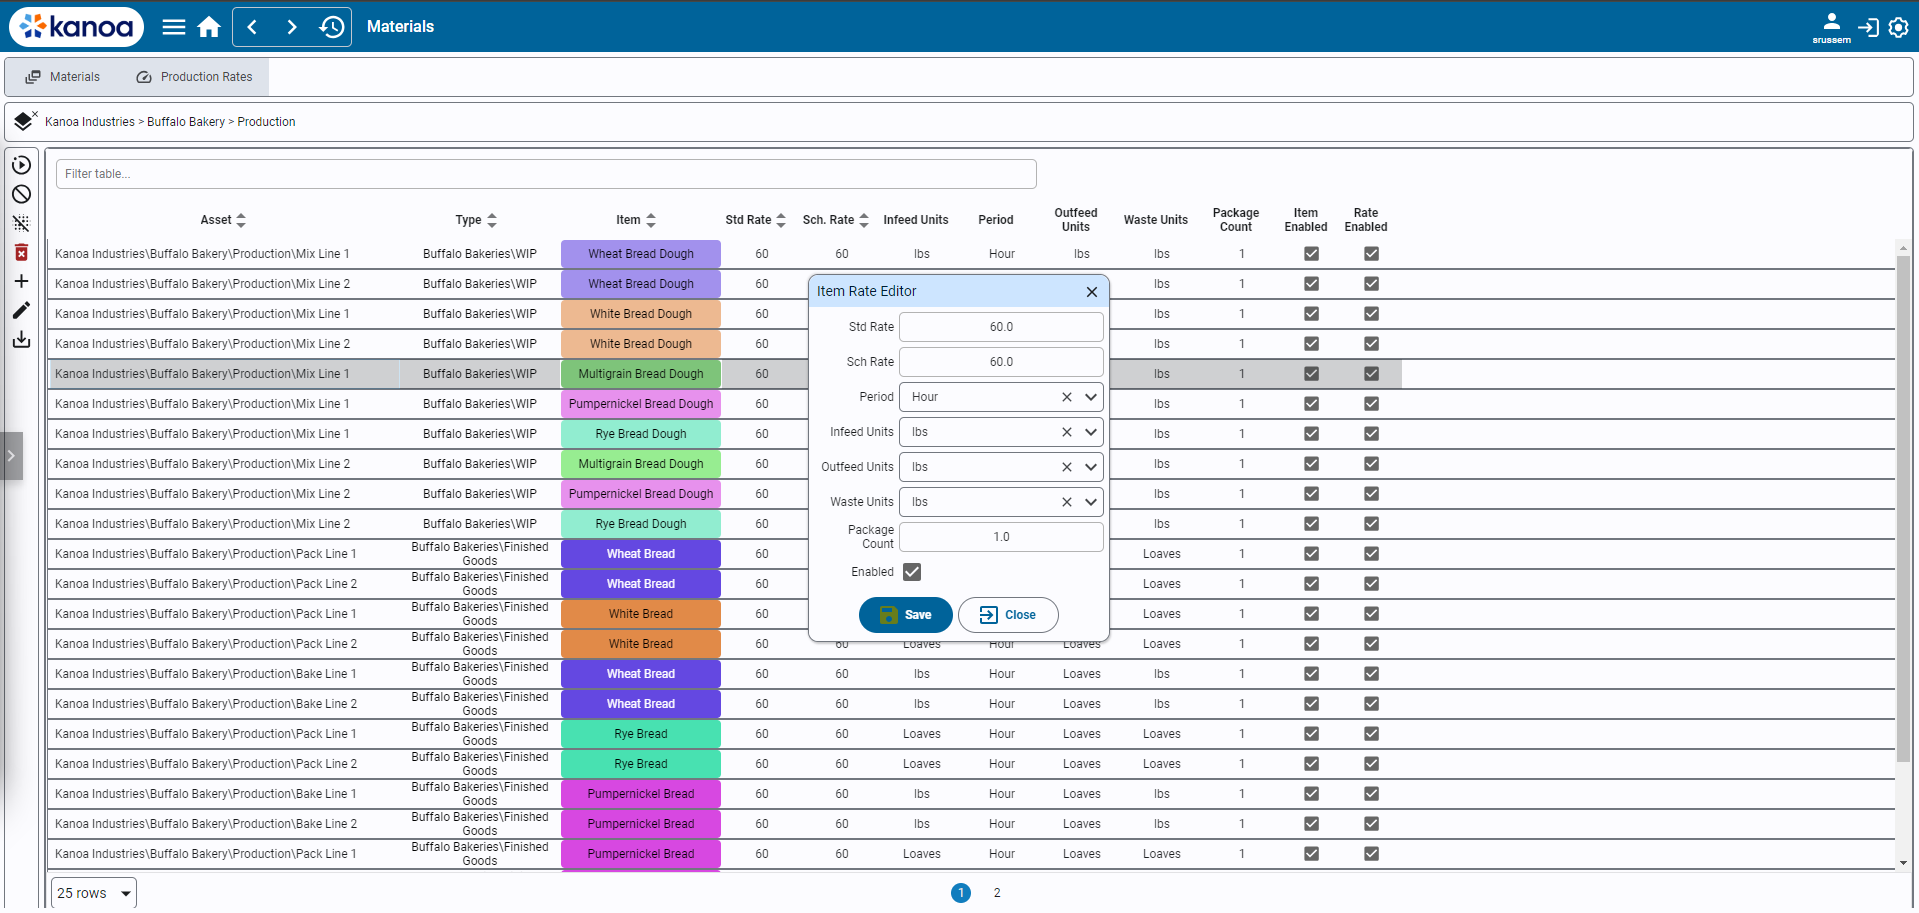 kanoa
Materials
srussem
Materials
Production Rates
Kanoa Industries > Buffalo Bakery > Production
Filter table...
Asset Type Item Std Rate Sch. Rate Infeed Units Period Outfeed Units Waste Units Package Count Item Enabled Rate Enabled
Kanoa Industries\Buffalo Bakery\Production\Mix Line 1 Buffalo Bakeries\WIP Wheat Bread Dough 60 60 lbs Hour lbs lbs 1
Kanoa Industries\Buffalo Bakery\Production\Mix Line 2 Buffalo Bakeries\WIP Wheat Bread Dough 60 lbs 1
Kanoa Industries\Buffalo Bakery\Production\Mix Line 1 Buffalo Bakeries\WIP White Bread Dough 60 lbs 1
Kanoa Industries\Buffalo Bakery\Production\Mix Line 2 Buffalo Bakeries\WIP White Bread Dough 60 lbs 1
Kanoa Industries\Buffalo Bakery\Production\Mix Line 1 Buffalo Bakeries\WIP Multigrain Bread Dough 60 lbs 1
Kanoa Industries\Buffalo Bakery\Production\Mix Line 1 Buffalo Bakeries\WIP Pumpernickel Bread Dough 60 lbs 1
Kanoa Industries\Buffalo Bakery\Production\Mix Line 1 Buffalo Bakeries\WIP Rye Bread Dough 60 lbs 1
Kanoa Industries\Buffalo Bakery\Production\Mix Line 2 Buffalo Bakeries\WIP Multigrain Bread Dough 60 lbs 1
Kanoa Industries\Buffalo Bakery\Production\Mix Line 2 Buffalo Bakeries\WIP Pumpernickel Bread Dough 60 lbs 1
Kanoa Industries\Buffalo Bakery\Production\Mix Line 2 Buffalo Bakeries\WIP Rye Bread Dough 60 lbs 1
Kanoa Industries\Buffalo Bakery\Production\Pack Line 1 Buffalo Bakeries\Finished Goods Wheat Bread 60 Loaves 1
Kanoa Industries\Buffalo Bakery\Production\Pack Line 2 Buffalo Bakeries\Finished Goods Wheat Bread 60 Loaves 1
Kanoa Industries\Buffalo Bakery\Production\Pack Line 1 Buffalo Bakeries\Finished Goods White Bread 60 Loaves 1
Kanoa Industries\Buffalo Bakery\Production\Pack Line 2 Buffalo Bakeries\Finished Goods White Bread 60 60 Loaves Hour Loaves Loaves 1
Kanoa Industries\Buffalo Bakery\Production\Bake Line 1 Buffalo Bakeries\Finished Goods Wheat Bread 60 60 lbs Hour Loaves lbs 1
Kanoa Industries\Buffalo Bakery\Production\Bake Line 2 Buffalo Bakeries\Finished Goods Wheat Bread 60 60 lbs Hour Loaves lbs 1
Kanoa Industries\Buffalo Bakery\Production\Pack Line 1 Buffalo Bakeries\Finished Goods Rye Bread 60 60 Loaves Hour Loaves Loaves 1
Kanoa Industries\Buffalo Bakery\Production\Pack Line 2 Buffalo Bakeries\Finished Goods Rye Bread 60 60 Loaves Hour Loaves Loaves 1
Kanoa Industries\Buffalo Bakery\Production\Bake Line 1 Buffalo Bakeries\Finished Goods Pumpernickel Bread 60 60 lbs Hour Loaves lbs 1
Kanoa Industries\Buffalo Bakery\Production\Bake Line 2 Buffalo Bakeries\Finished Goods Pumpernickel Bread 60 60 lbs Hour Loaves lbs 1
Kanoa Industries\Buffalo Bakery\Production\Pack Line 1 Buffalo Bakeries\Finished Goods Pumpernickel Bread 60 60 Loaves Hour Loaves Loaves 1
Item Rate Editor
Std Rate 60.0
Sch Rate 60.0
Period Hour
Infeed Units lbs
Outfeed Units lbs
Waste Units lbs
Package Count 1.0
Enabled
Save Close
25 rows
1 2